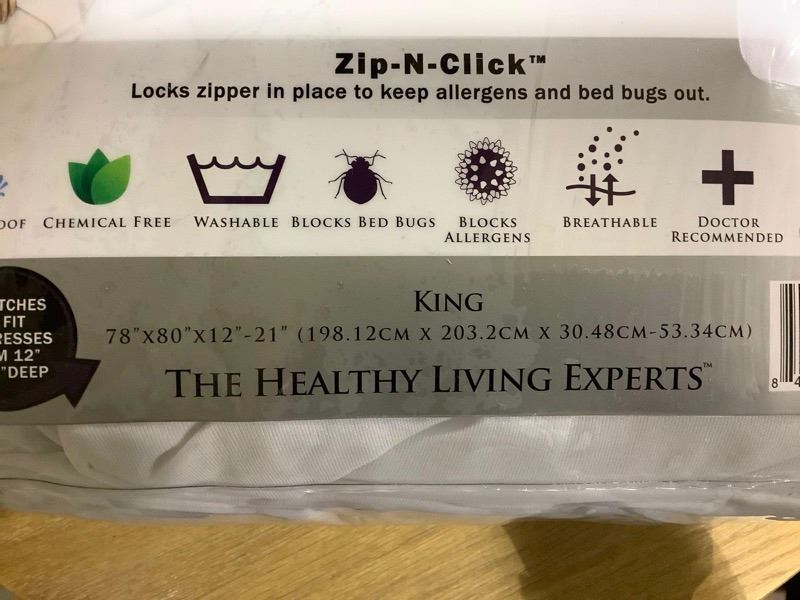 Zip-N-Click™
Locks zipper in place to keep allergens and bed bugs out.
OOF
CHEMICAL FREE
WASHABLE
BLOCKS BED BUGS
BLOCKS
ALLERGENS
BREATHABLE
DOCTOR
RECOMMENDED
TCHES
FIT
RESSES
M 12"
"DEEP
KING
78"X80"X12"-21" (198.12CM X 203.2CM X 30.48CM-53.34CM)
THE HEALTHY LIVING EXPERTS™
8 4